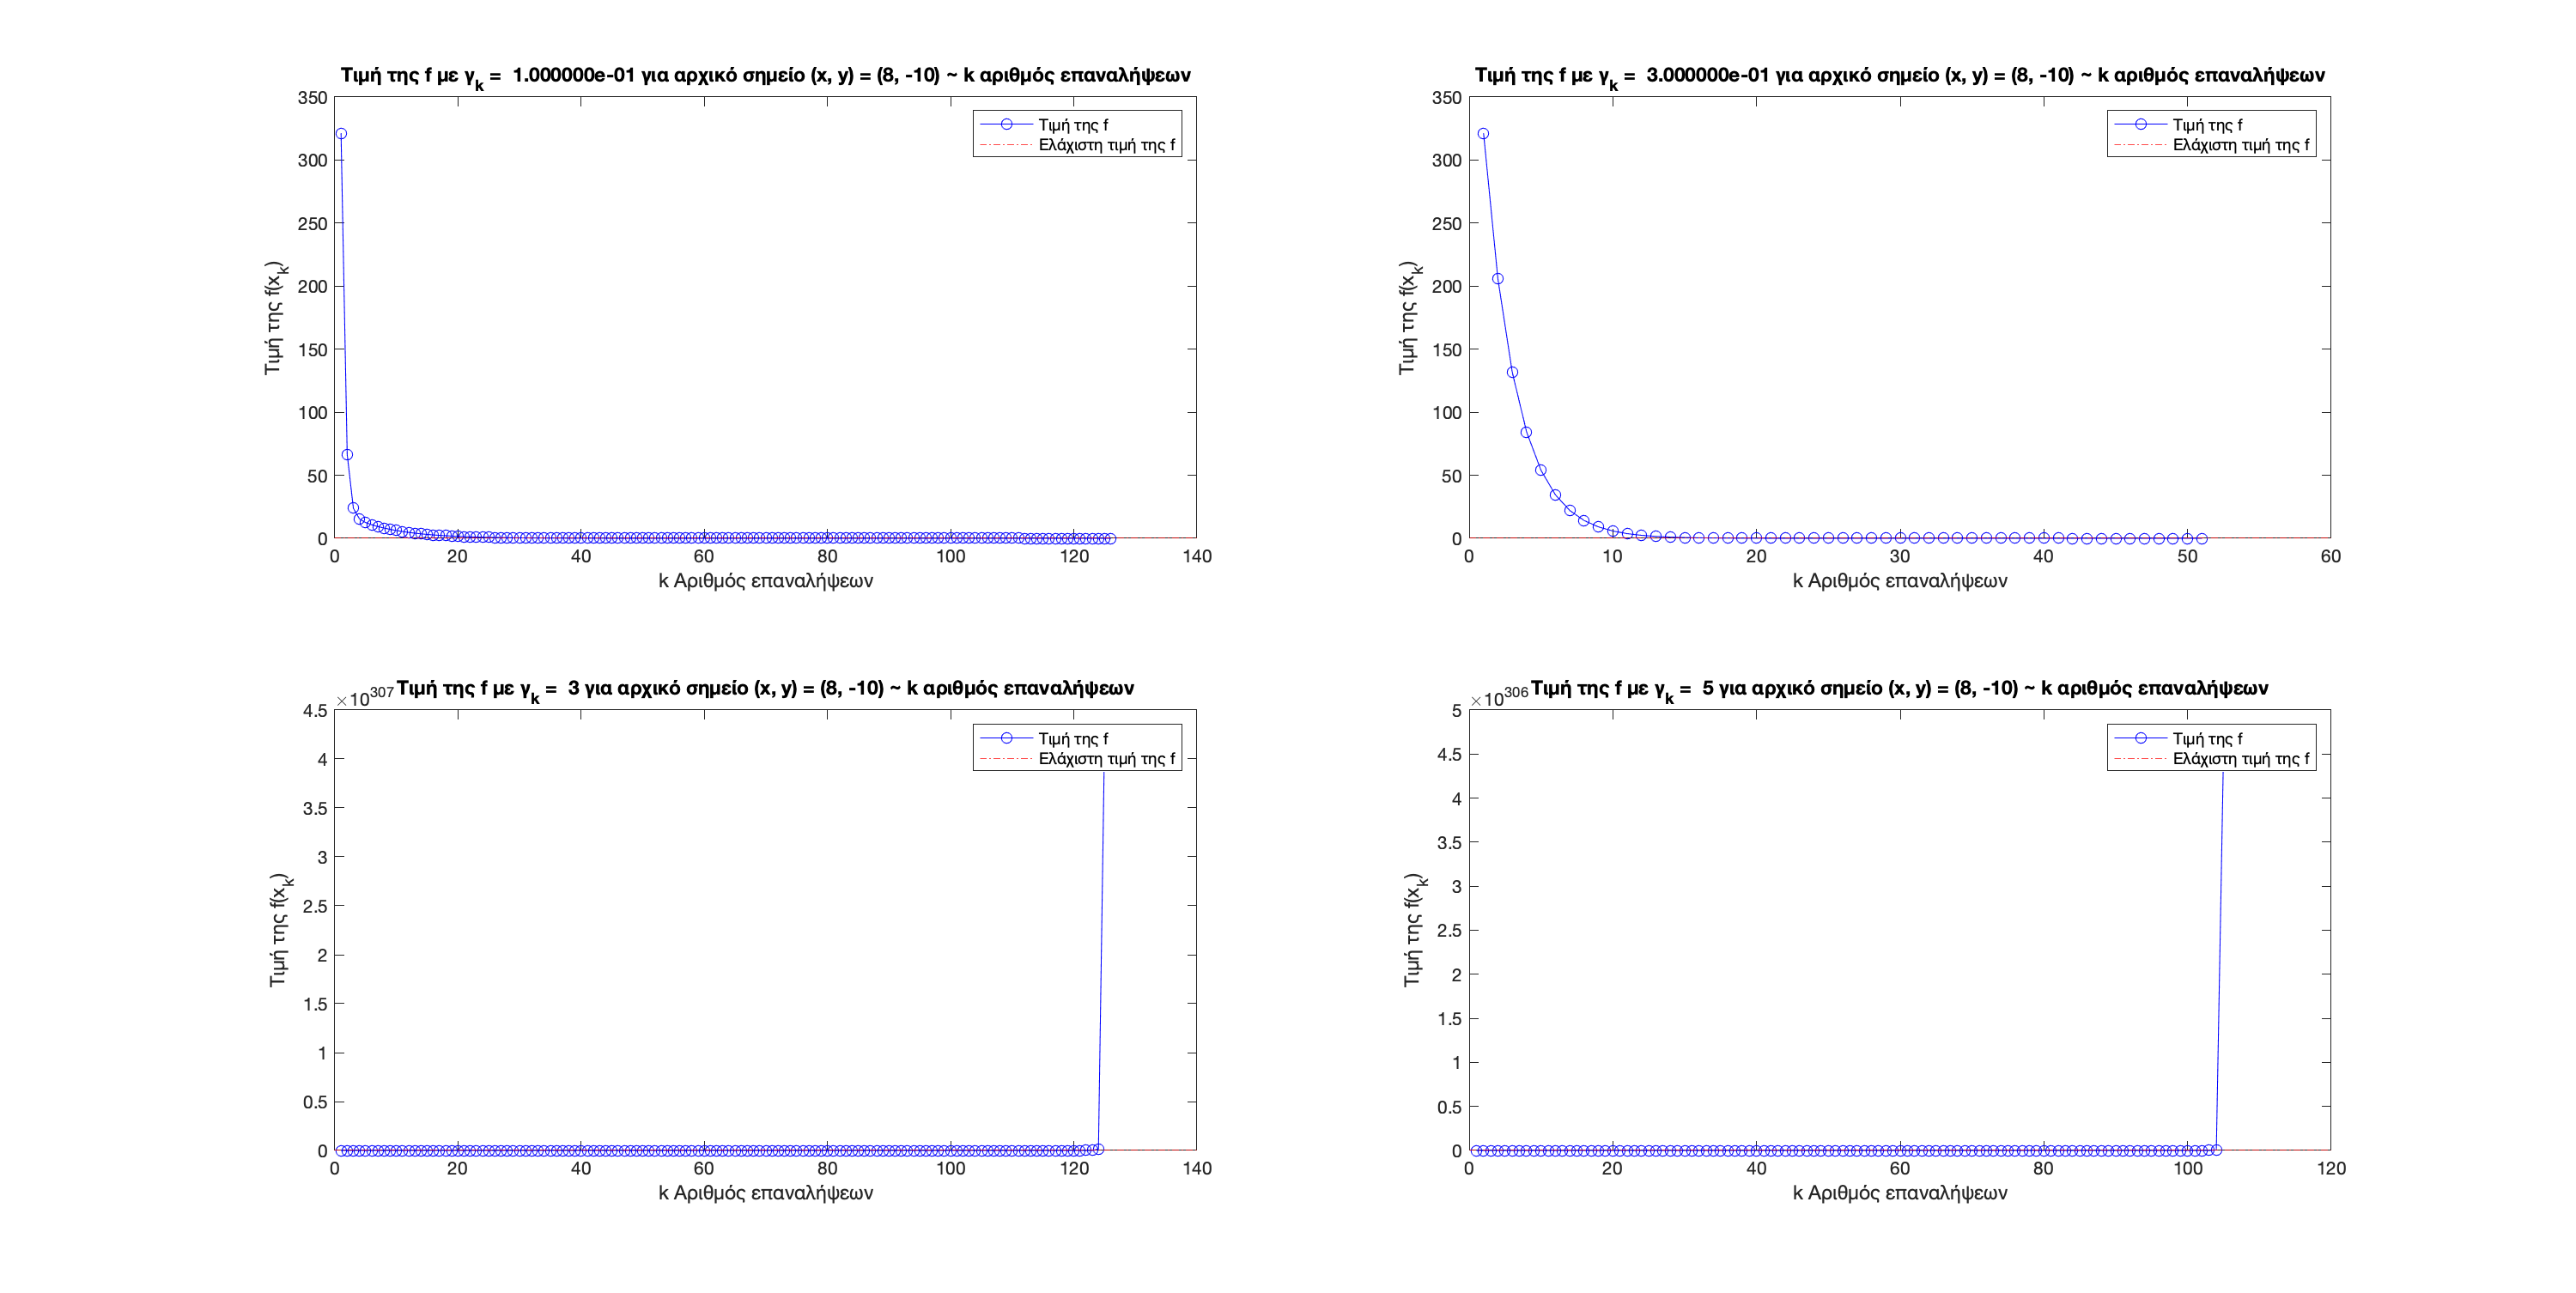 Τιμή της f με γk = 1.000000e-01 για αρχικό σημείο (x, y) = (8, -10) ~ k αριθμός επαναλήψεων
350
300
250
200
150
100
50
0
Τιμή της f(xk)
Τιμή της f
Ελάχιστη τιμή της f
0 20 40 60 80 100 120 140
k Αριθμός επαναλήψεων
Τιμή της f με γk = 3.000000e-01 για αρχικό σημείο (x, y) = (8, -10) ~ k αριθμός επαναλήψεων
350
300
250
200
150
100
50
0
Τιμή της f(xk)
Τιμή της f
Ελάχιστη τιμή της f
0 10 20 30 40 50 60
k Αριθμός επαναλήψεων
×10307 Τιμή της f με γk = 3 για αρχικό σημείο (x, y) = (8, -10) ~ k αριθμός επαναλήψεων
4.5
4
3.5
3
2.5
2
1.5
1
0.5
0
Τιμή της f(xk)
Τιμή της f
Ελάχιστη τιμή της f
0 20 40 60 80 100 120 140
k Αριθμός επαναλήψεων
×10306 Τιμή της f με γk = 5 για αρχικό σημείο (x, y) = (8, -10) ~ k αριθμός επαναλήψεων
5
4.5
4
3.5
3
2.5
2
1.5
1
0.5
0
Τιμή της f(xk)
Τιμή της f
Ελάχιστη τιμή της f
0 20 40 60 80 100 120
k Αριθμός επαναλήψεων